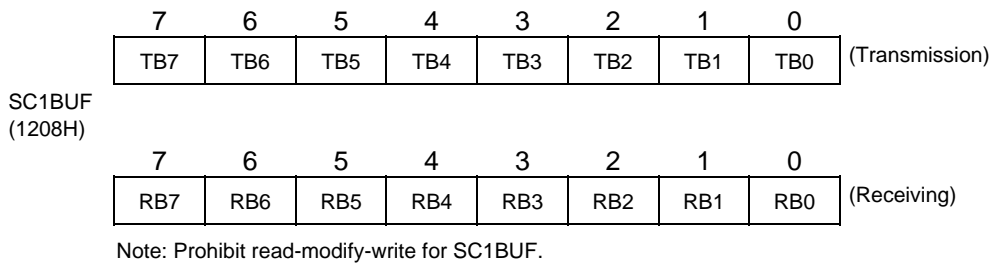 7 6 5 4 3 2 1 0
TB7 TB6 TB5 TB4 TB3 TB2 TB1 TB0 (Transmission)
SC1BUF
(1208H)
7 6 5 4 3 2 1 0
RB7 RB6 RB5 RB4 RB3 RB2 RB1 RB0 (Receiving)
Note: Prohibit read-modify-write for SC1BUF.